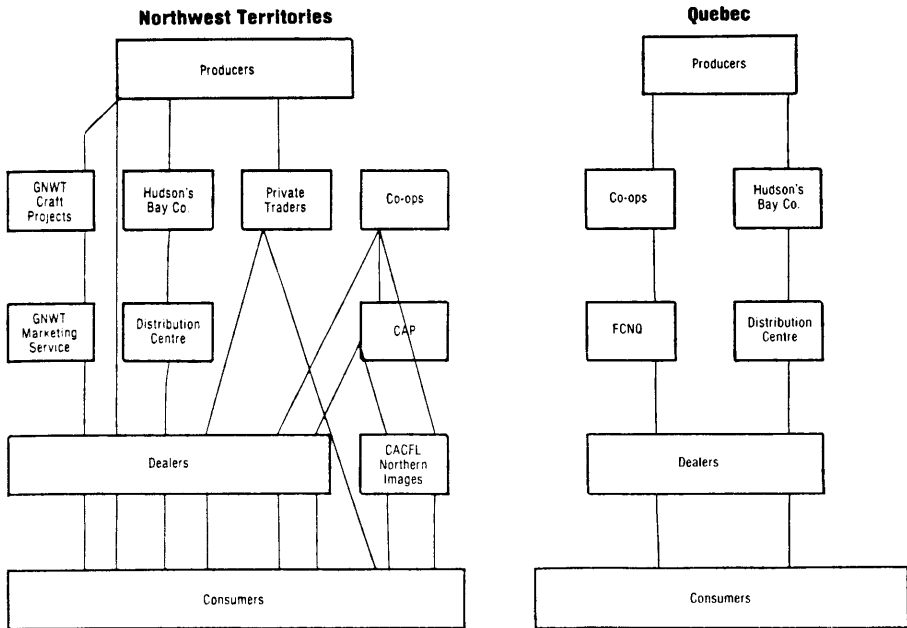 Northwest Territories
Producers
GNWT
Craft
Projects
Hudson's
Bay Co.
Private
Traders
Co-ops
GNWT
Marketing
Service
Distribution
Centre
CAP
Dealers
CACFL
Northern
Images
Consumers
Quebec
Producers
Co-ops
Hudson's
Bay Co.
FCNQ
Distribution
Centre
Dealers
Consumers